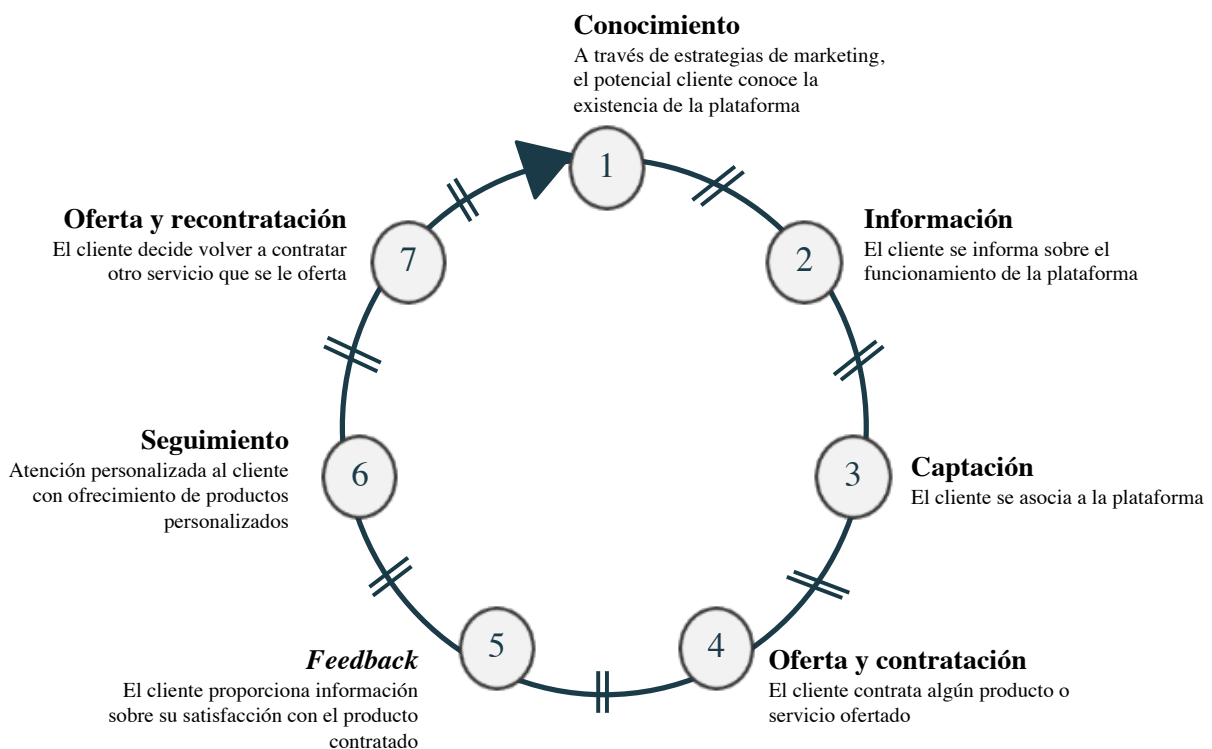 Conocimiento
A través de estrategias de marketing,
el potencial cliente conoce la
existencia de la plataforma
1
Información
El cliente se informa sobre el
funcionamiento de la plataforma
2
Captación
El cliente se asocia a la plataforma
3
Oferta y contratación
El cliente contrata algún producto o
servicio ofertado
4
Feedback
El cliente proporciona información
sobre su satisfacción con el producto
contratado
5
Seguimiento
Atención personalizada al cliente
con ofrecimiento de productos
personalizados
6
Oferta y recontratación
El cliente decide volver a contratar
otro servicio que se le oferta
7